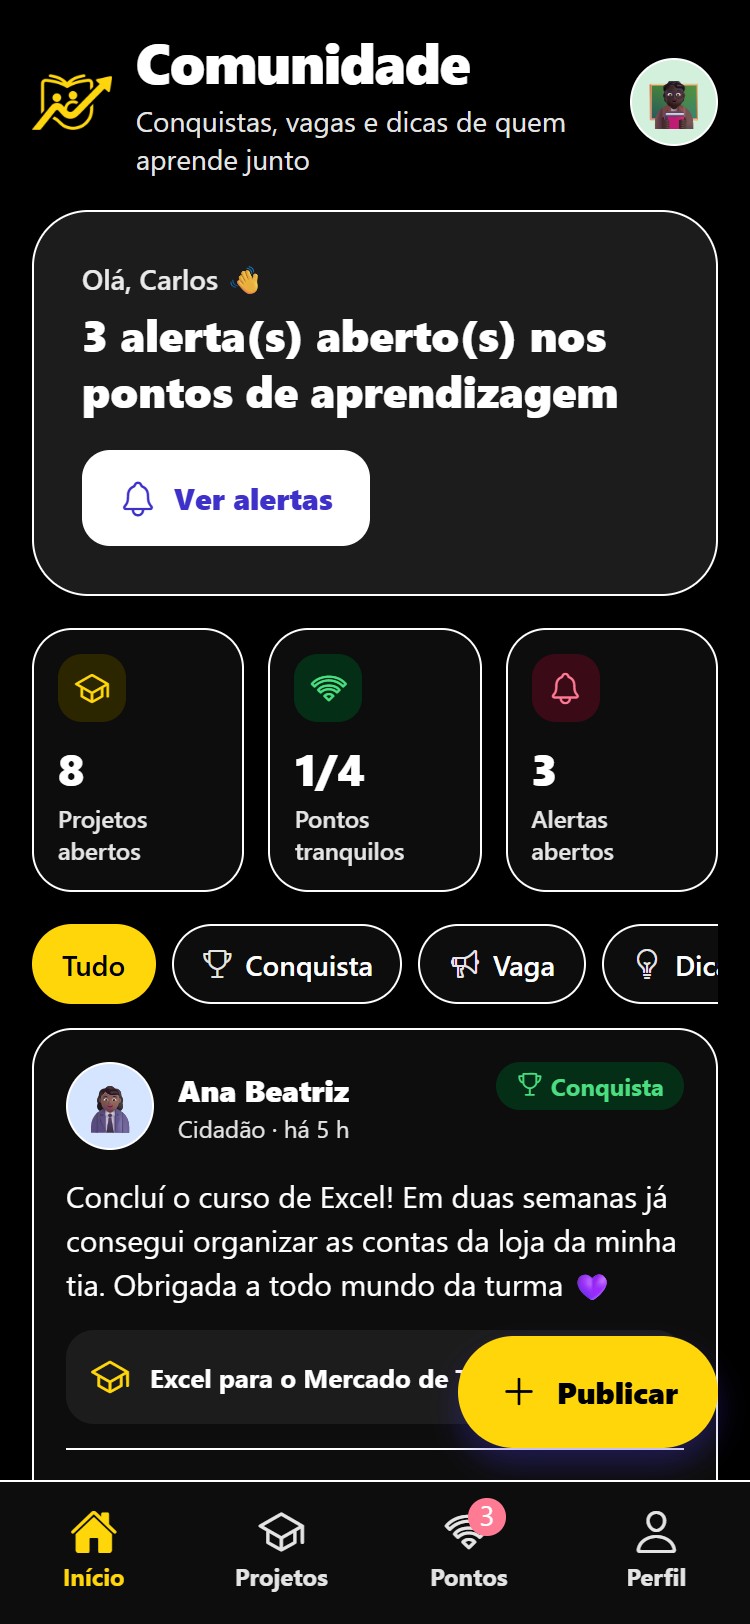 Comunidade
Conquistas, vagas e dicas de quem
aprende junto
Olá, Carlos 👋
3 alerta(s) aberto(s) nos
pontos de aprendizagem
Ver alertas
8
Projetos
abertos
1/4
Pontos
tranquilos
3
Alertas
abertos
Tudo
Conquista
Vaga
Ana Beatriz
Conquista
Cidadão · há 5 h
Concluí o curso de Excel! Em duas semanas já
consegui organizar as contas da loja da minha
tia. Obrigada a todo mundo da turma 💜
Excel para o Mercado de
Publicar
3
Início
Projetos
Pontos
Perfil